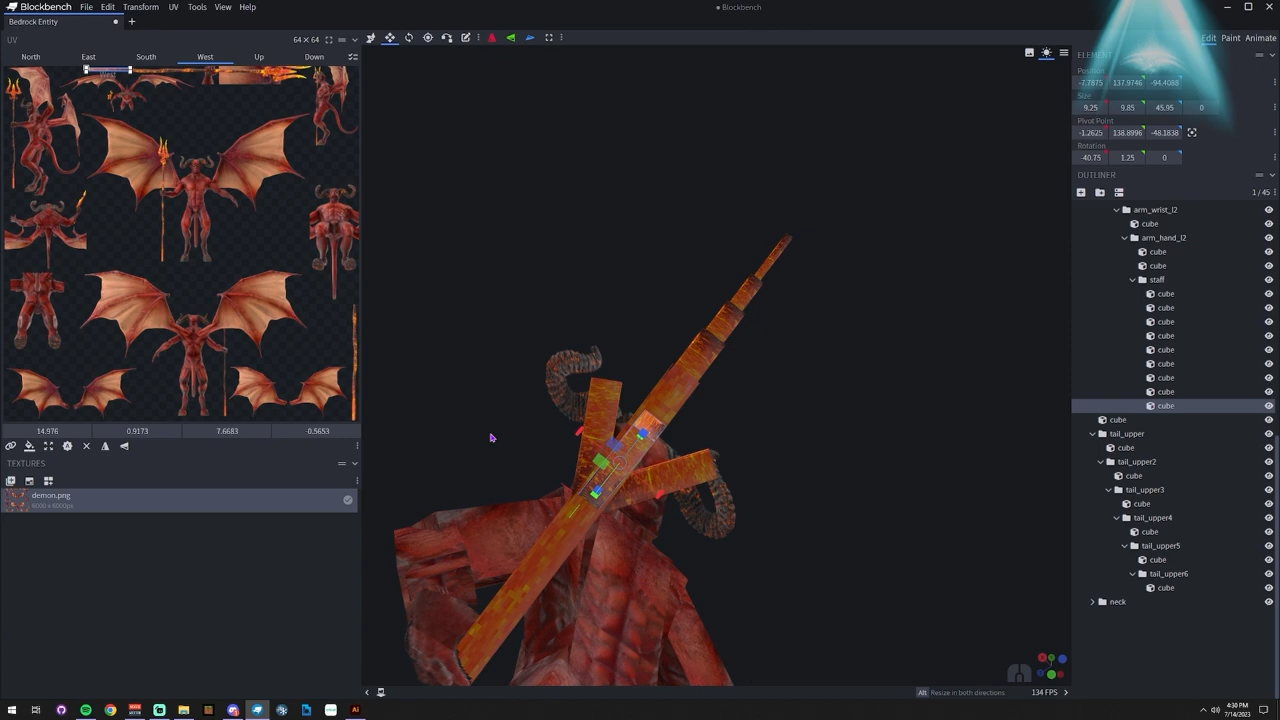 Blockbench File Edit Transform UV Tools View Help
Blockbench
Bedrock Entity
UV
64 × 64
North East South West Up Down
West
14.976 0.9173 7.6683 -0.5653
TEXTURES
demon.png
6000 x 6000px
Edit Paint Animate
ELEMENT
Position
-7.7875 137.9746 -94.4088
Size
9.25 9.85 45.95 0
Pivot Point
-1.2625 138.8996 -48.1838
Rotation
-40.75 1.25 0
OUTLINER
1 / 45
arm_wrist_l2
cube
arm_hand_l2
cube
cube
staff
cube
cube
cube
cube
cube
cube
cube
cube
cube
cube
tail_upper
cube
tail_upper2
cube
tail_upper3
cube
tail_upper4
cube
tail_upper5
cube
tail_upper6
cube
neck
Alt Resize in both directions 134 FPS
4:30 PM
7/14/2023